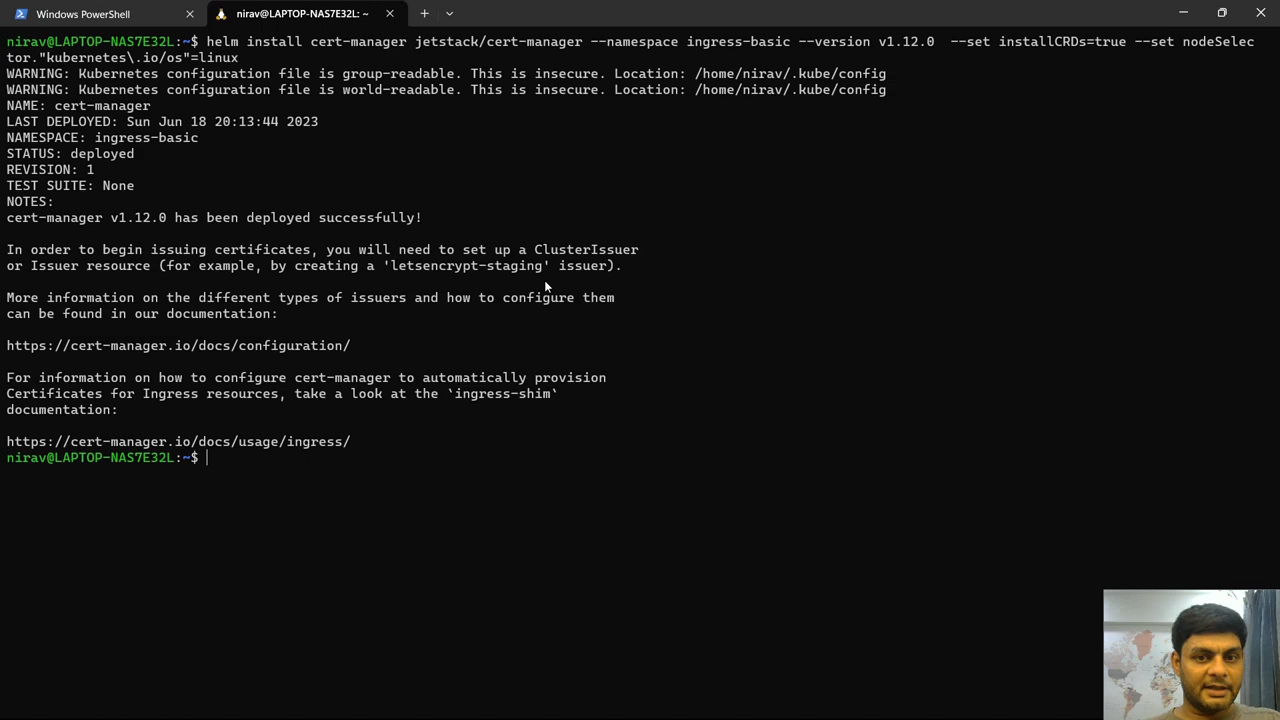 Windows PowerShell
nirav@LAPTOP-NAS7E32L: ~
nirav@LAPTOP-NAS7E32L:~$ helm install cert-manager jetstack/cert-manager --namespace ingress-basic --version v1.12.0  --set installCRDs=true --set nodeSelec
tor."kubernetes\.io/os"=linux
WARNING: Kubernetes configuration file is group-readable. This is insecure. Location: /home/nirav/.kube/config
WARNING: Kubernetes configuration file is world-readable. This is insecure. Location: /home/nirav/.kube/config
NAME: cert-manager
LAST DEPLOYED: Sun Jun 18 20:13:44 2023
NAMESPACE: ingress-basic
STATUS: deployed
REVISION: 1
TEST SUITE: None
NOTES:
cert-manager v1.12.0 has been deployed successfully!
In order to begin issuing certificates, you will need to set up a ClusterIssuer
or Issuer resource (for example, by creating a 'letsencrypt-staging' issuer).
More information on the different types of issuers and how to configure them
can be found in our documentation:
https://cert-manager.io/docs/configuration/
For information on how to configure cert-manager to automatically provision
Certificates for Ingress resources, take a look at the `ingress-shim`
documentation:
https://cert-manager.io/docs/usage/ingress/
nirav@LAPTOP-NAS7E32L:~$